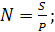 N = S/P;